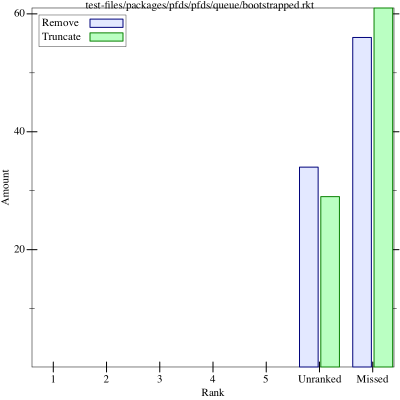 test-files/packages/pfds/pfds/queue/bootstrapped.rkt
Remove
Truncate
60
40
20
Amount
1 2 3 4 5 Unranked Missed
Rank